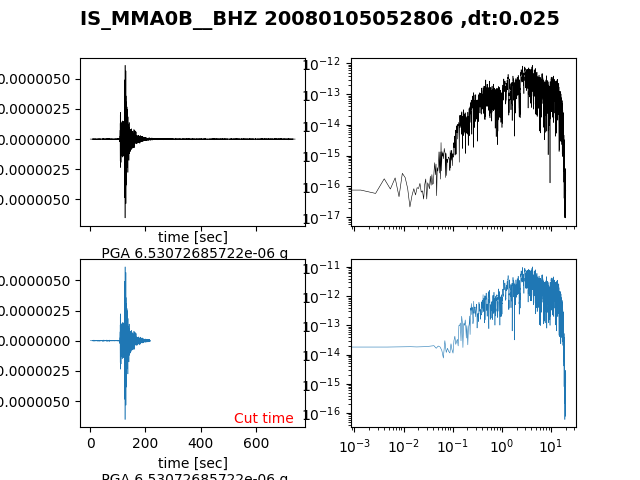 IS_MMA0B__BHZ 20080105052806 ,dt:0.025
0.0000050
0.0000025
0.0000000
0.0000025
0.0000050
time [sec]
PGA 6.53072685722e-06 g
10⁻¹²
10⁻¹³
10⁻¹⁴
10⁻¹⁵
10⁻¹⁶
10⁻¹⁷
0.0000050
0.0000025
0.0000000
0.0000025
0.0000050
Cut time
0 200 400 600
time [sec]
PGA 6.53072685722e-06 g
10⁻¹¹
10⁻¹²
10⁻¹³
10⁻¹⁴
10⁻¹⁵
10⁻¹⁶
10⁻³ 10⁻² 10⁻¹ 10⁰ 10¹